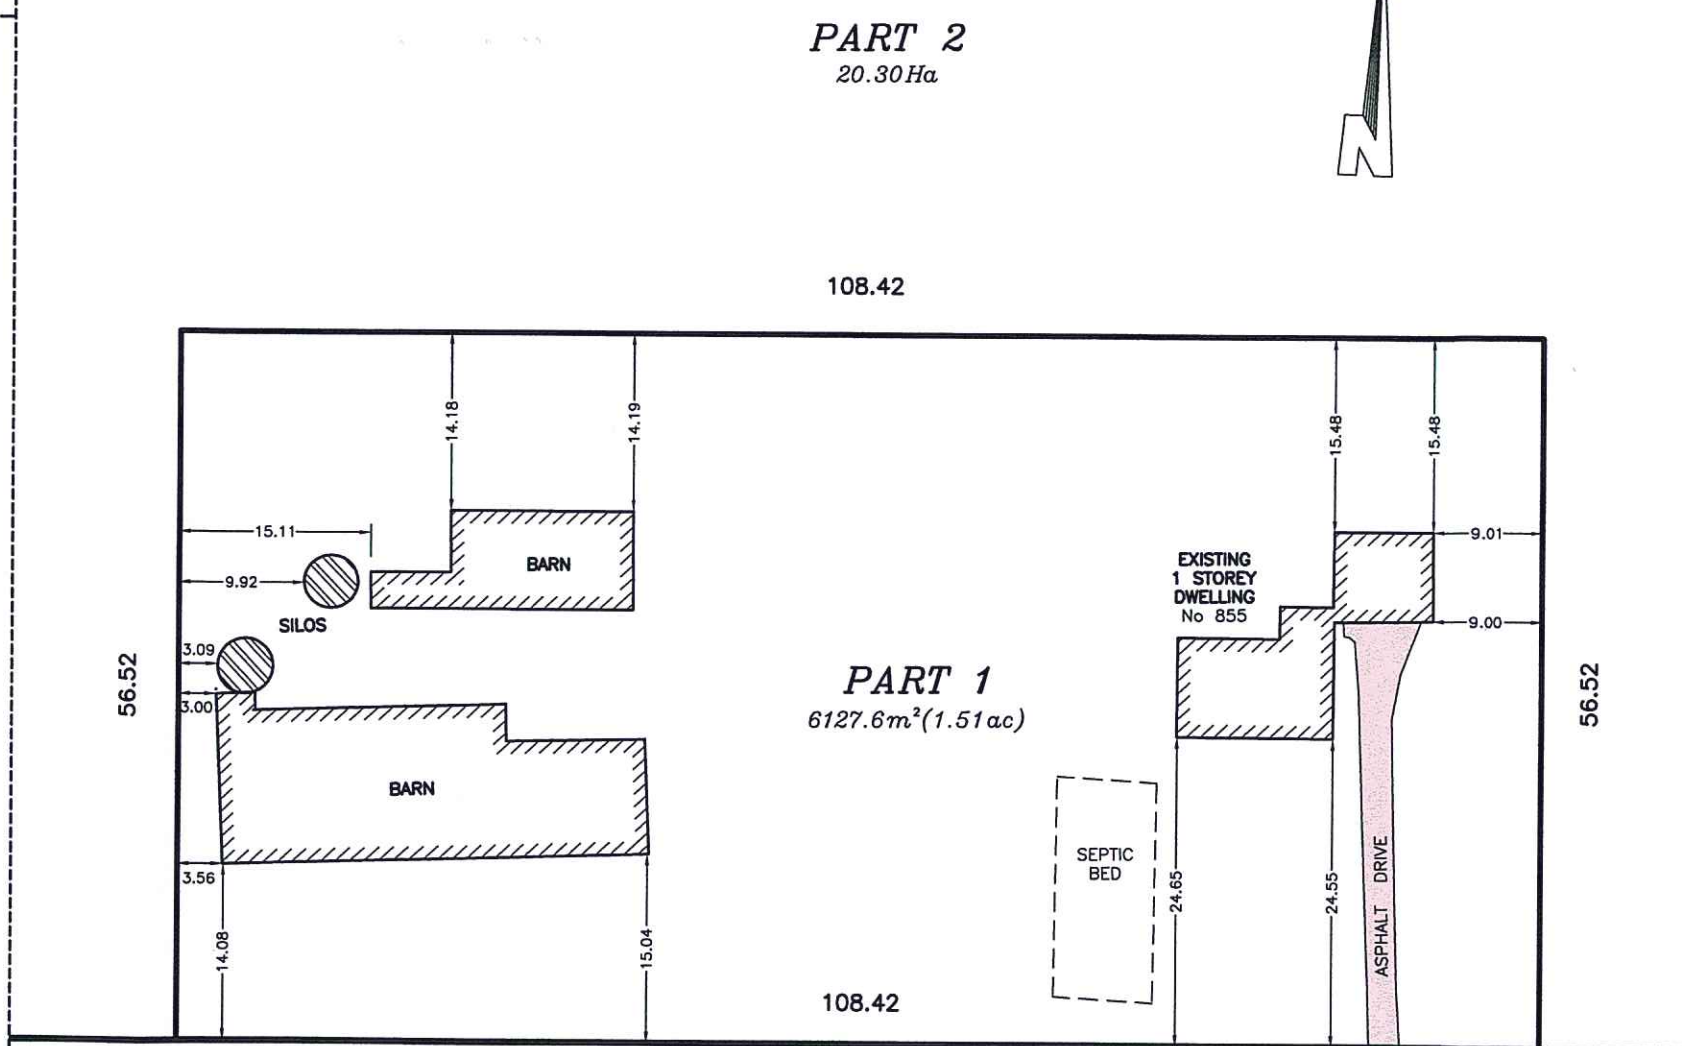 PART 2
20.30Ha
N
108.42
14.18
14.19
15.48
15.48
15.11
9.01
BARN
EXISTING
1 STOREY
DWELLING
No 855
9.92
SILOS
9.00
3.09
3.00
56.52
PART 1
6127.6m²(1.51ac)
56.52
BARN
SEPTIC
BED
3.56
24.65
24.55
ASPHALT DRIVE
14.08
15.04
108.42